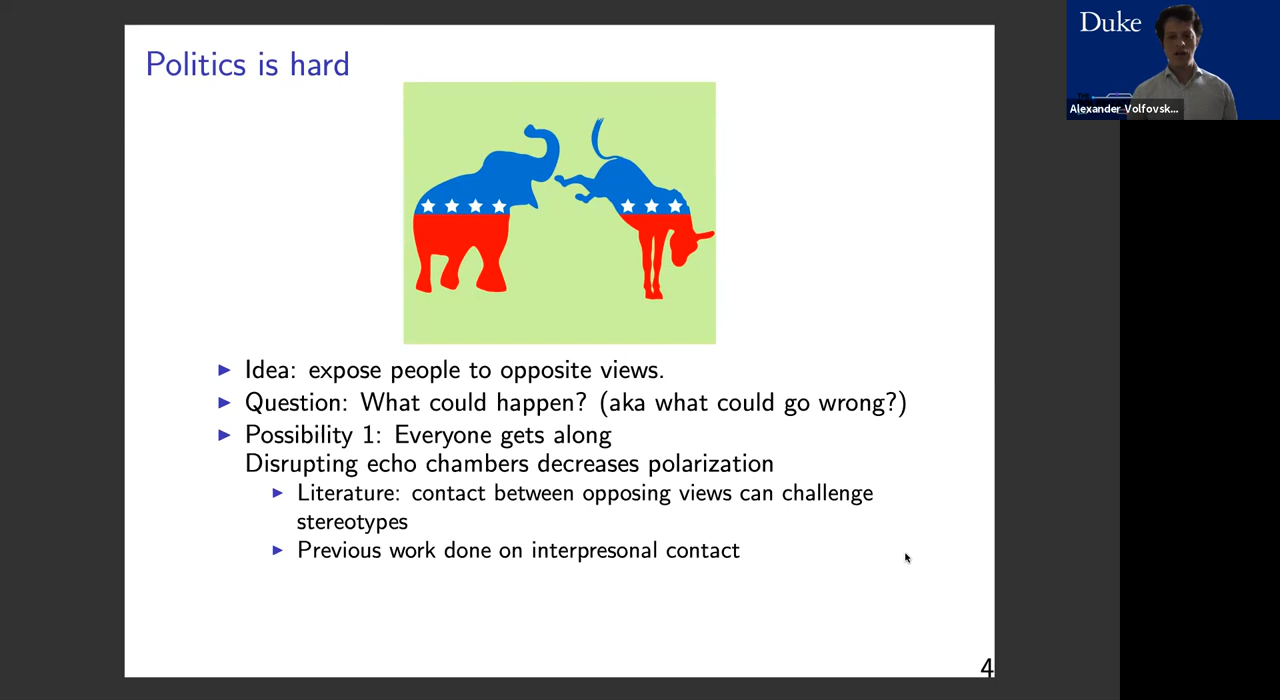 Politics is hard
Idea: expose people to opposite views.
Question: What could happen? (aka what could go wrong?)
Possibility 1: Everyone gets along
Disrupting echo chambers decreases polarization
Literature: contact between opposing views can challenge
stereotypes
Previous work done on interpresonal contact
4
Duke
THE
Alexander Volfovsk...